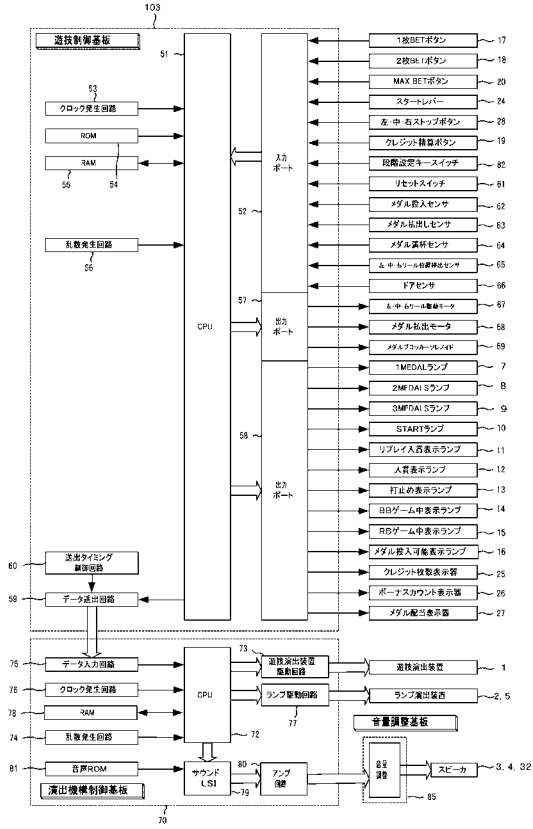 103
遊技制御基板
51
53
クロック発生回路
ROM
54
RAM
55
乱数発生回路
56
CPU
入力
ポート
52
57
出力
ポート
58
出力
ポート
1枚BETボタン
17
2枚BETボタン
18
MAX BETボタン
20
スタートレバー
24
左・中・右ストップボタン
28
クレジット精算ボタン
19
段階設定キースイッチ
82
リセットスイッチ
61
メダル投入センサ
62
メダル払出しセンサ
63
メダル満杯センサ
64
左・中・右リール位置検出センサ
65
ドアセンサ
66
左・中・右リール駆動モータ
67
メダル払出モータ
68
メダルブロッカーソレノイド
69
1MEDALランプ
7
2MEDALSランプ
8
3MEDALSランプ
9
STARTランプ
10
リプレイ入賞表示ランプ
11
入賞表示ランプ
12
打止め表示ランプ
13
BBゲーム中表示ランプ
14
RBゲーム中表示ランプ
15
メダル投入可能表示ランプ
16
クレジット枚数表示器
25
ボーナスカウント表示器
26
メダル配当表示器
27
60
送出タイミング
制御回路
59
データ送出回路
75
データ入力回路
76
クロック発生回路
78
RAM
74
乱数発生回路
81
音声ROM
演出機構制御基板
70
CPU
72
サウンド
LSI
79
73
遊技演出装置
駆動回路
ランプ駆動回路
77
80
アンプ
回路
遊技演出装置
1
ランプ演出装置
2, 5
音量調整基板
音量
調整
85
スピーカ
3, 4, 32